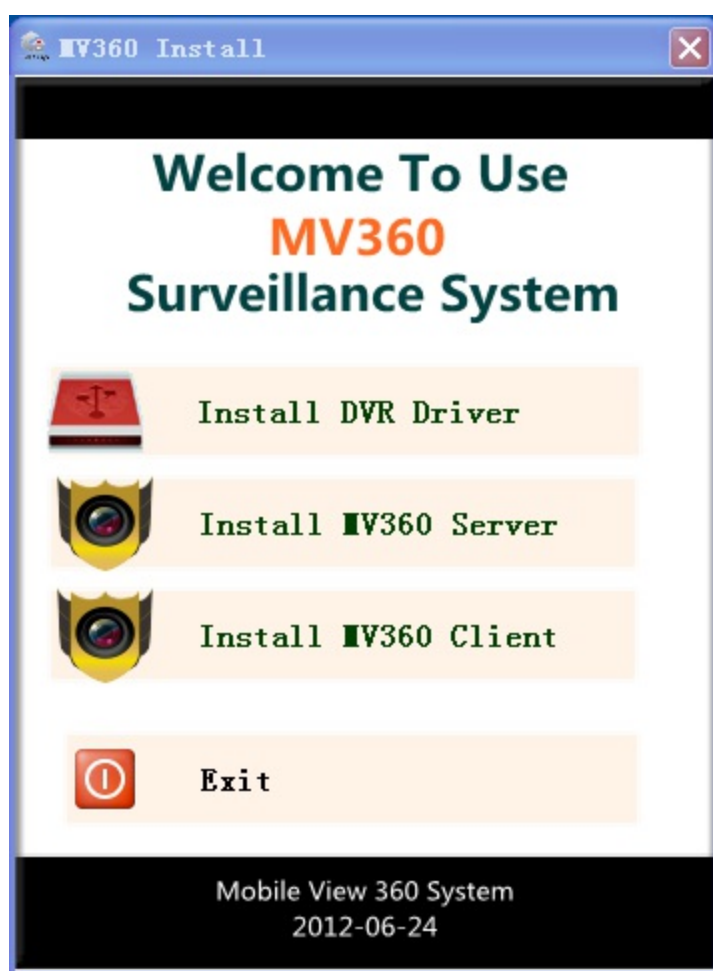 MV360 Install
Welcome To Use
MV360
Surveillance System
Install DVR Driver
Install MV360 Server
Install MV360 Client
Exit
Mobile View 360 System
2012-06-24